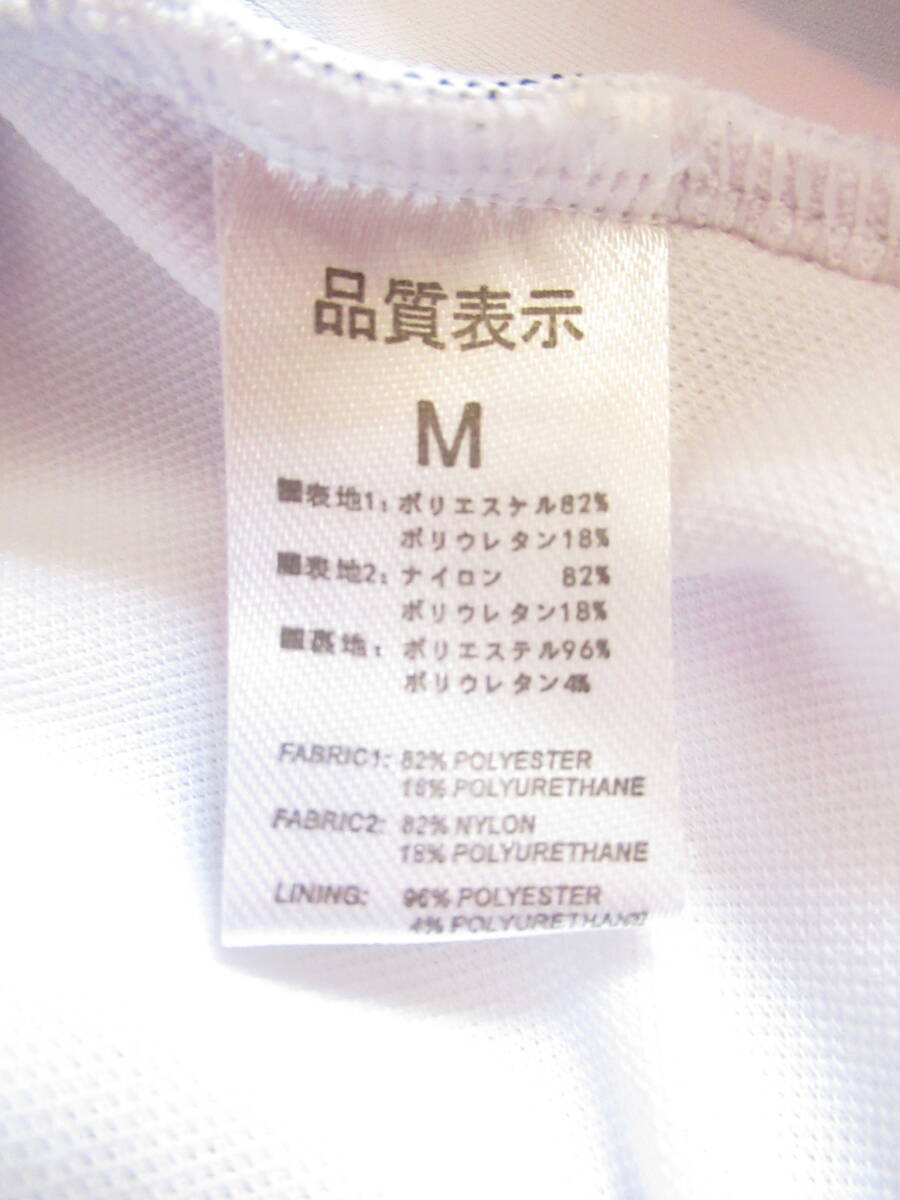 品質表示
M
■表地1: ポリエスケル82%
ポリウレタン18%
■表地2: ナイロン 82%
ポリウレタン18%
■裏地: ポリエステル96%
ポリウレタン4%
FABRIC1: 82% POLYESTER
18% POLYURETHANE
FABRIC2: 82% NYLON
18% POLYURETHANE
LINING: 96% POLYESTER
4% POLYURETHANE